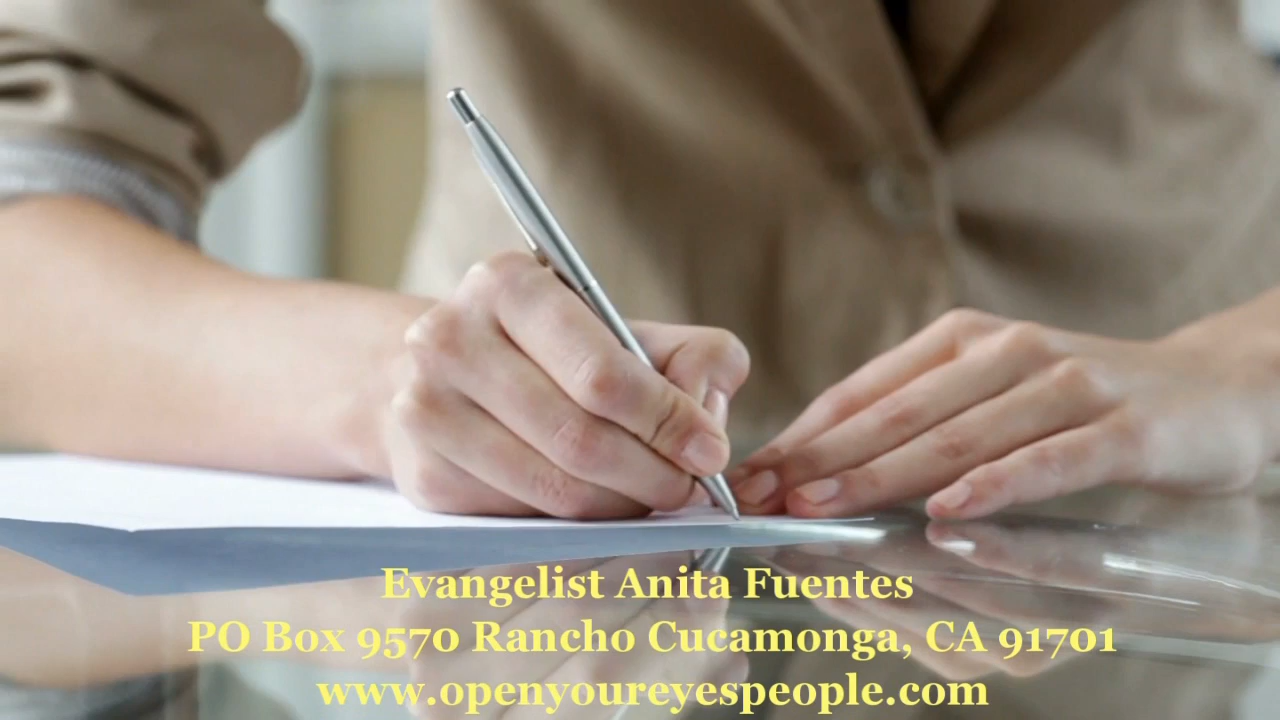 Evangelist Anita Fuentes
PO Box 9570 Rancho Cucamonga, CA 91701
www.openyoureyespeople.com